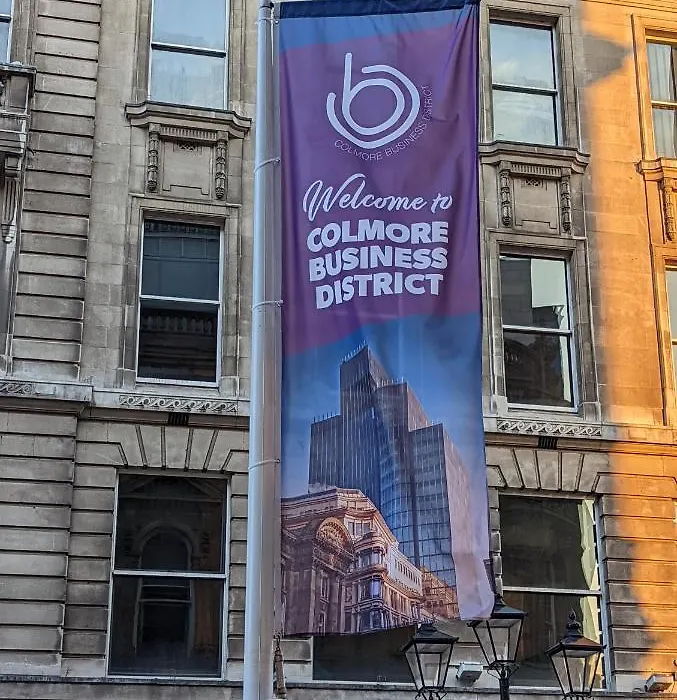 b
COLMORE BUSINESS DISTRICT
Welcome to
COLMORE
BUSINESS
DISTRICT